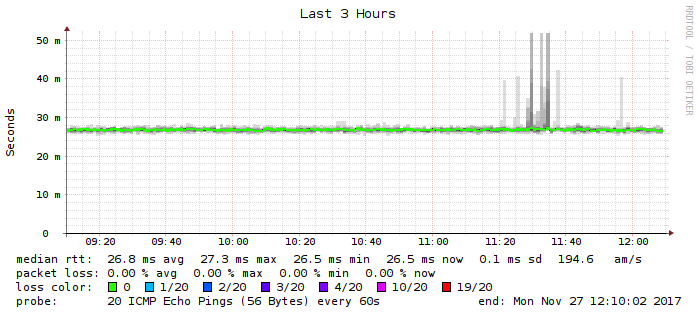 Last 3 Hours
RRDTOOL / TOBI OETIKER
Seconds
50 m
40 m
30 m
20 m
10 m
0
09:20 09:40 10:00 10:20 10:40 11:00 11:20 11:40 12:00
median rtt: 26.8 ms avg 27.3 ms max 26.5 ms min 26.5 ms now 0.1 ms sd 194.6 am/s
packet loss: 0.00 % avg 0.00 % max 0.00 % min 0.00 % now
loss color: 0 1/20 2/20 3/20 4/20 10/20 19/20
probe: 20 ICMP Echo Pings (56 Bytes) every 60s end: Mon Nov 27 12:10:02 2017